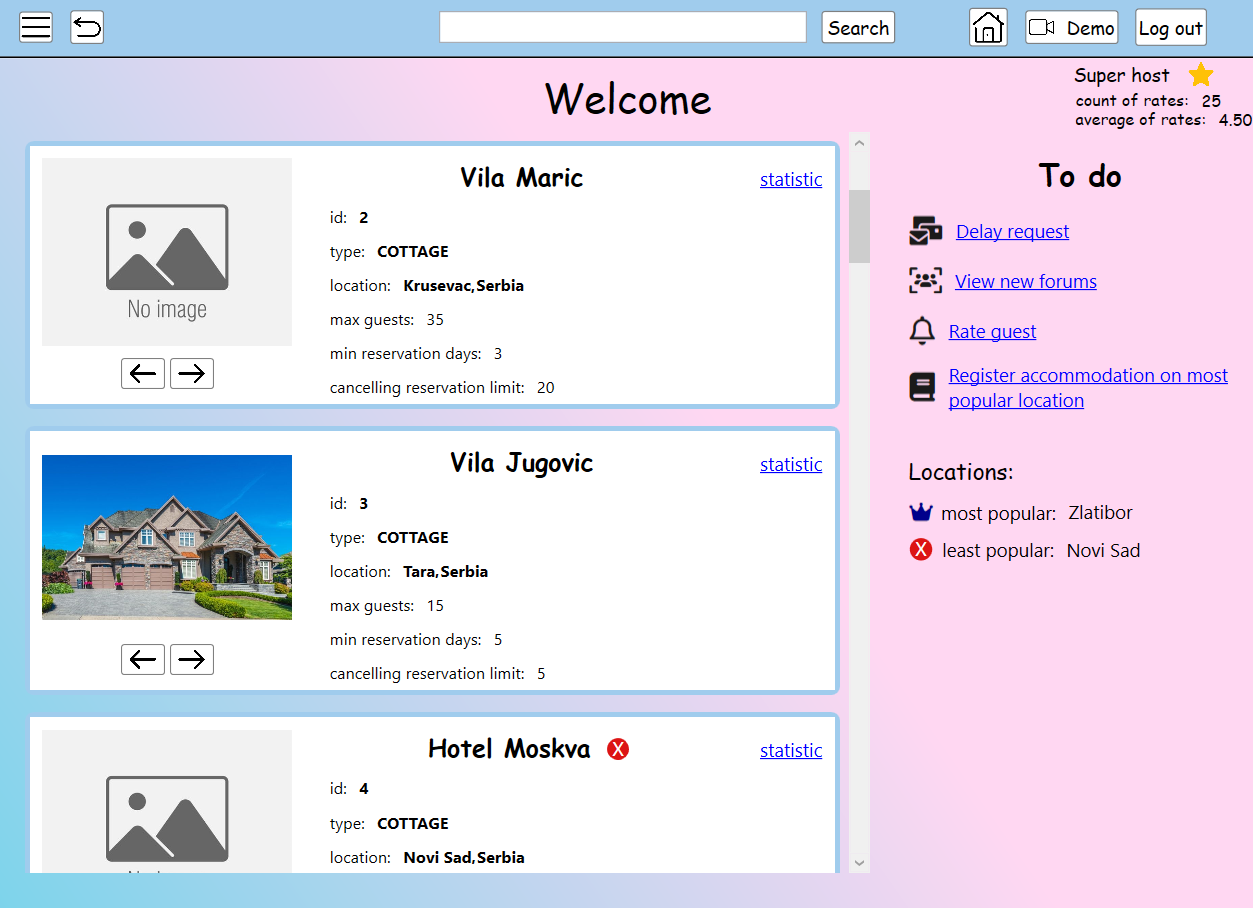 Search
Demo
Log out
Super host
count of rates: 25
average of rates: 4.50
Welcome
Vila Maric
statistic
No image
id: 2
type: COTTAGE
location: Krusevac,Serbia
max guests: 35
min reservation days: 3
cancelling reservation limit: 20
Vila Jugovic
statistic
id: 3
type: COTTAGE
location: Tara,Serbia
max guests: 15
min reservation days: 5
cancelling reservation limit: 5
Hotel Moskva X
statistic
id: 4
type: COTTAGE
location: Novi Sad,Serbia
To do
Delay request
View new forums
Rate guest
Register accommodation on most
popular location
Locations:
most popular: Zlatibor
X least popular: Novi Sad